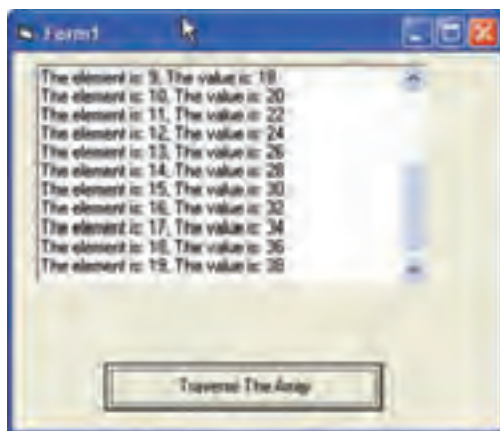 Form1
The element is: 9, The value is: 18
The element is: 10, The value is: 20
The element is: 11, The value is: 22
The element is: 12, The value is: 24
The element is: 13, The value is: 26
The element is: 14, The value is: 28
The element is: 15, The value is: 30
The element is: 16, The value is: 32
The element is: 17, The value is: 34
The element is: 18, The value is: 36
The element is: 19, The value is: 38
Traverse The Array